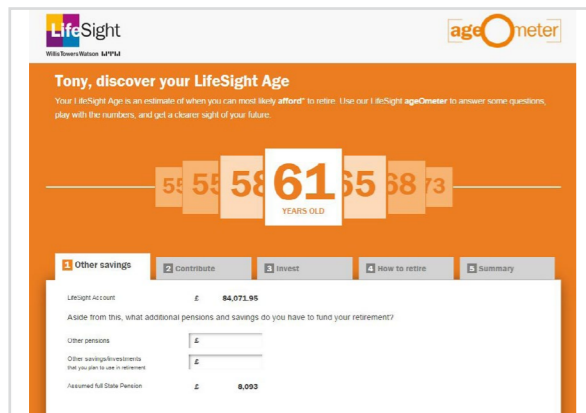 LifeSight
WillisTowersWatson
ageOmeter
Tony, discover your LifeSight Age
Your LifeSight Age is an estimate of when you can most likely afford* to retire. Use our LifeSight ageOmeter to answer some questions,
play with the numbers, and get a clearer sight of your future.
55 55 58 61 65 68 73
YEARS OLD
1 Other savings 2 Contribute 3 Invest 4 How to retire 5 Summary
LifeSight Account £ 84,071.95
Aside from this, what additional pensions and savings do you have to fund your retirement?
Other pensions £
Other savings/investments £
that you plan to use in retirement
Assumed full State Pension £ 8,093